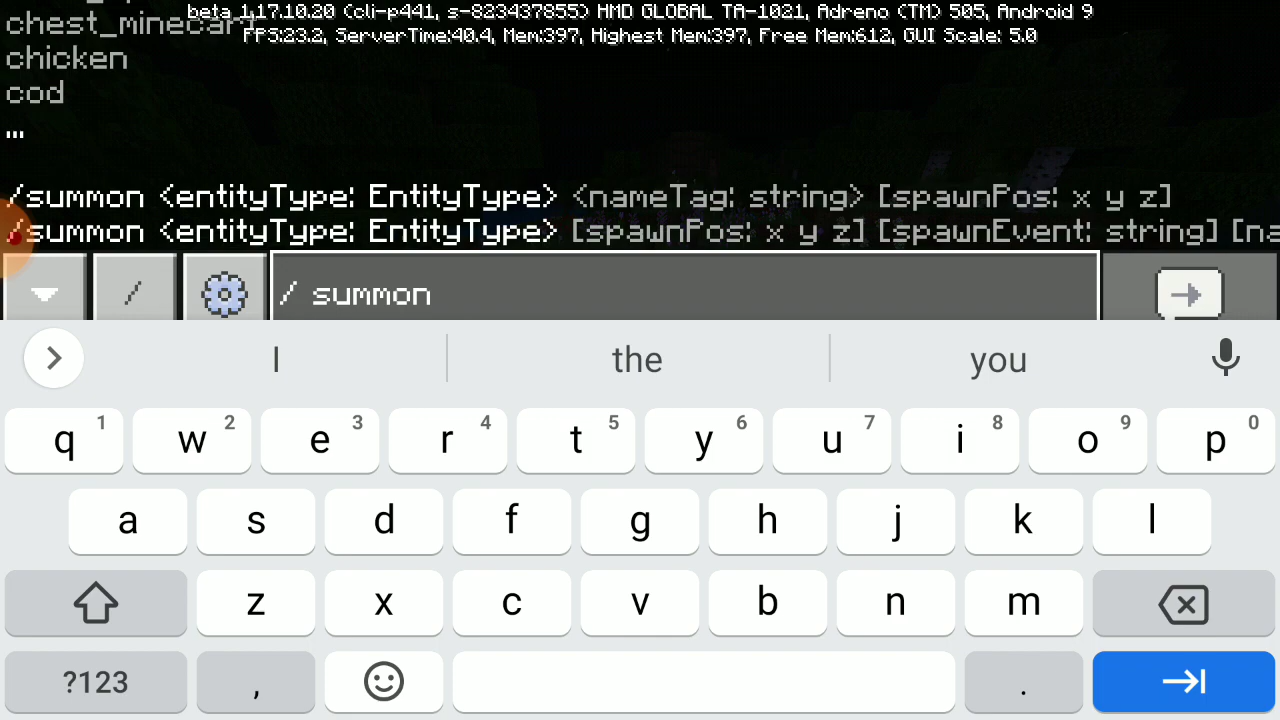 beta 1.17.10.20 (cli-p441, s-823437855) HMD GLOBAL TA-1021, Adreno (TM) 505, Android 9
chest_minecart
FPS:23.2, ServerTime:40.4, Mem:397, Highest Mem:397, Free Mem:612, GUI Scale: 5.0
chicken
cod
...
/summon <entityType: EntityType> <nameTag: string> [spawnPos: x y z]
/summon <entityType: EntityType> [spawnPos: x y z] [spawnEvent: string] [na
/
/ summon
I the you
q 1 w 2 e 3 r 4 t 5 y 6 u 7 i 8 o 9 p 0
a s d f g h j k l
z x c v b n m
?123 , .